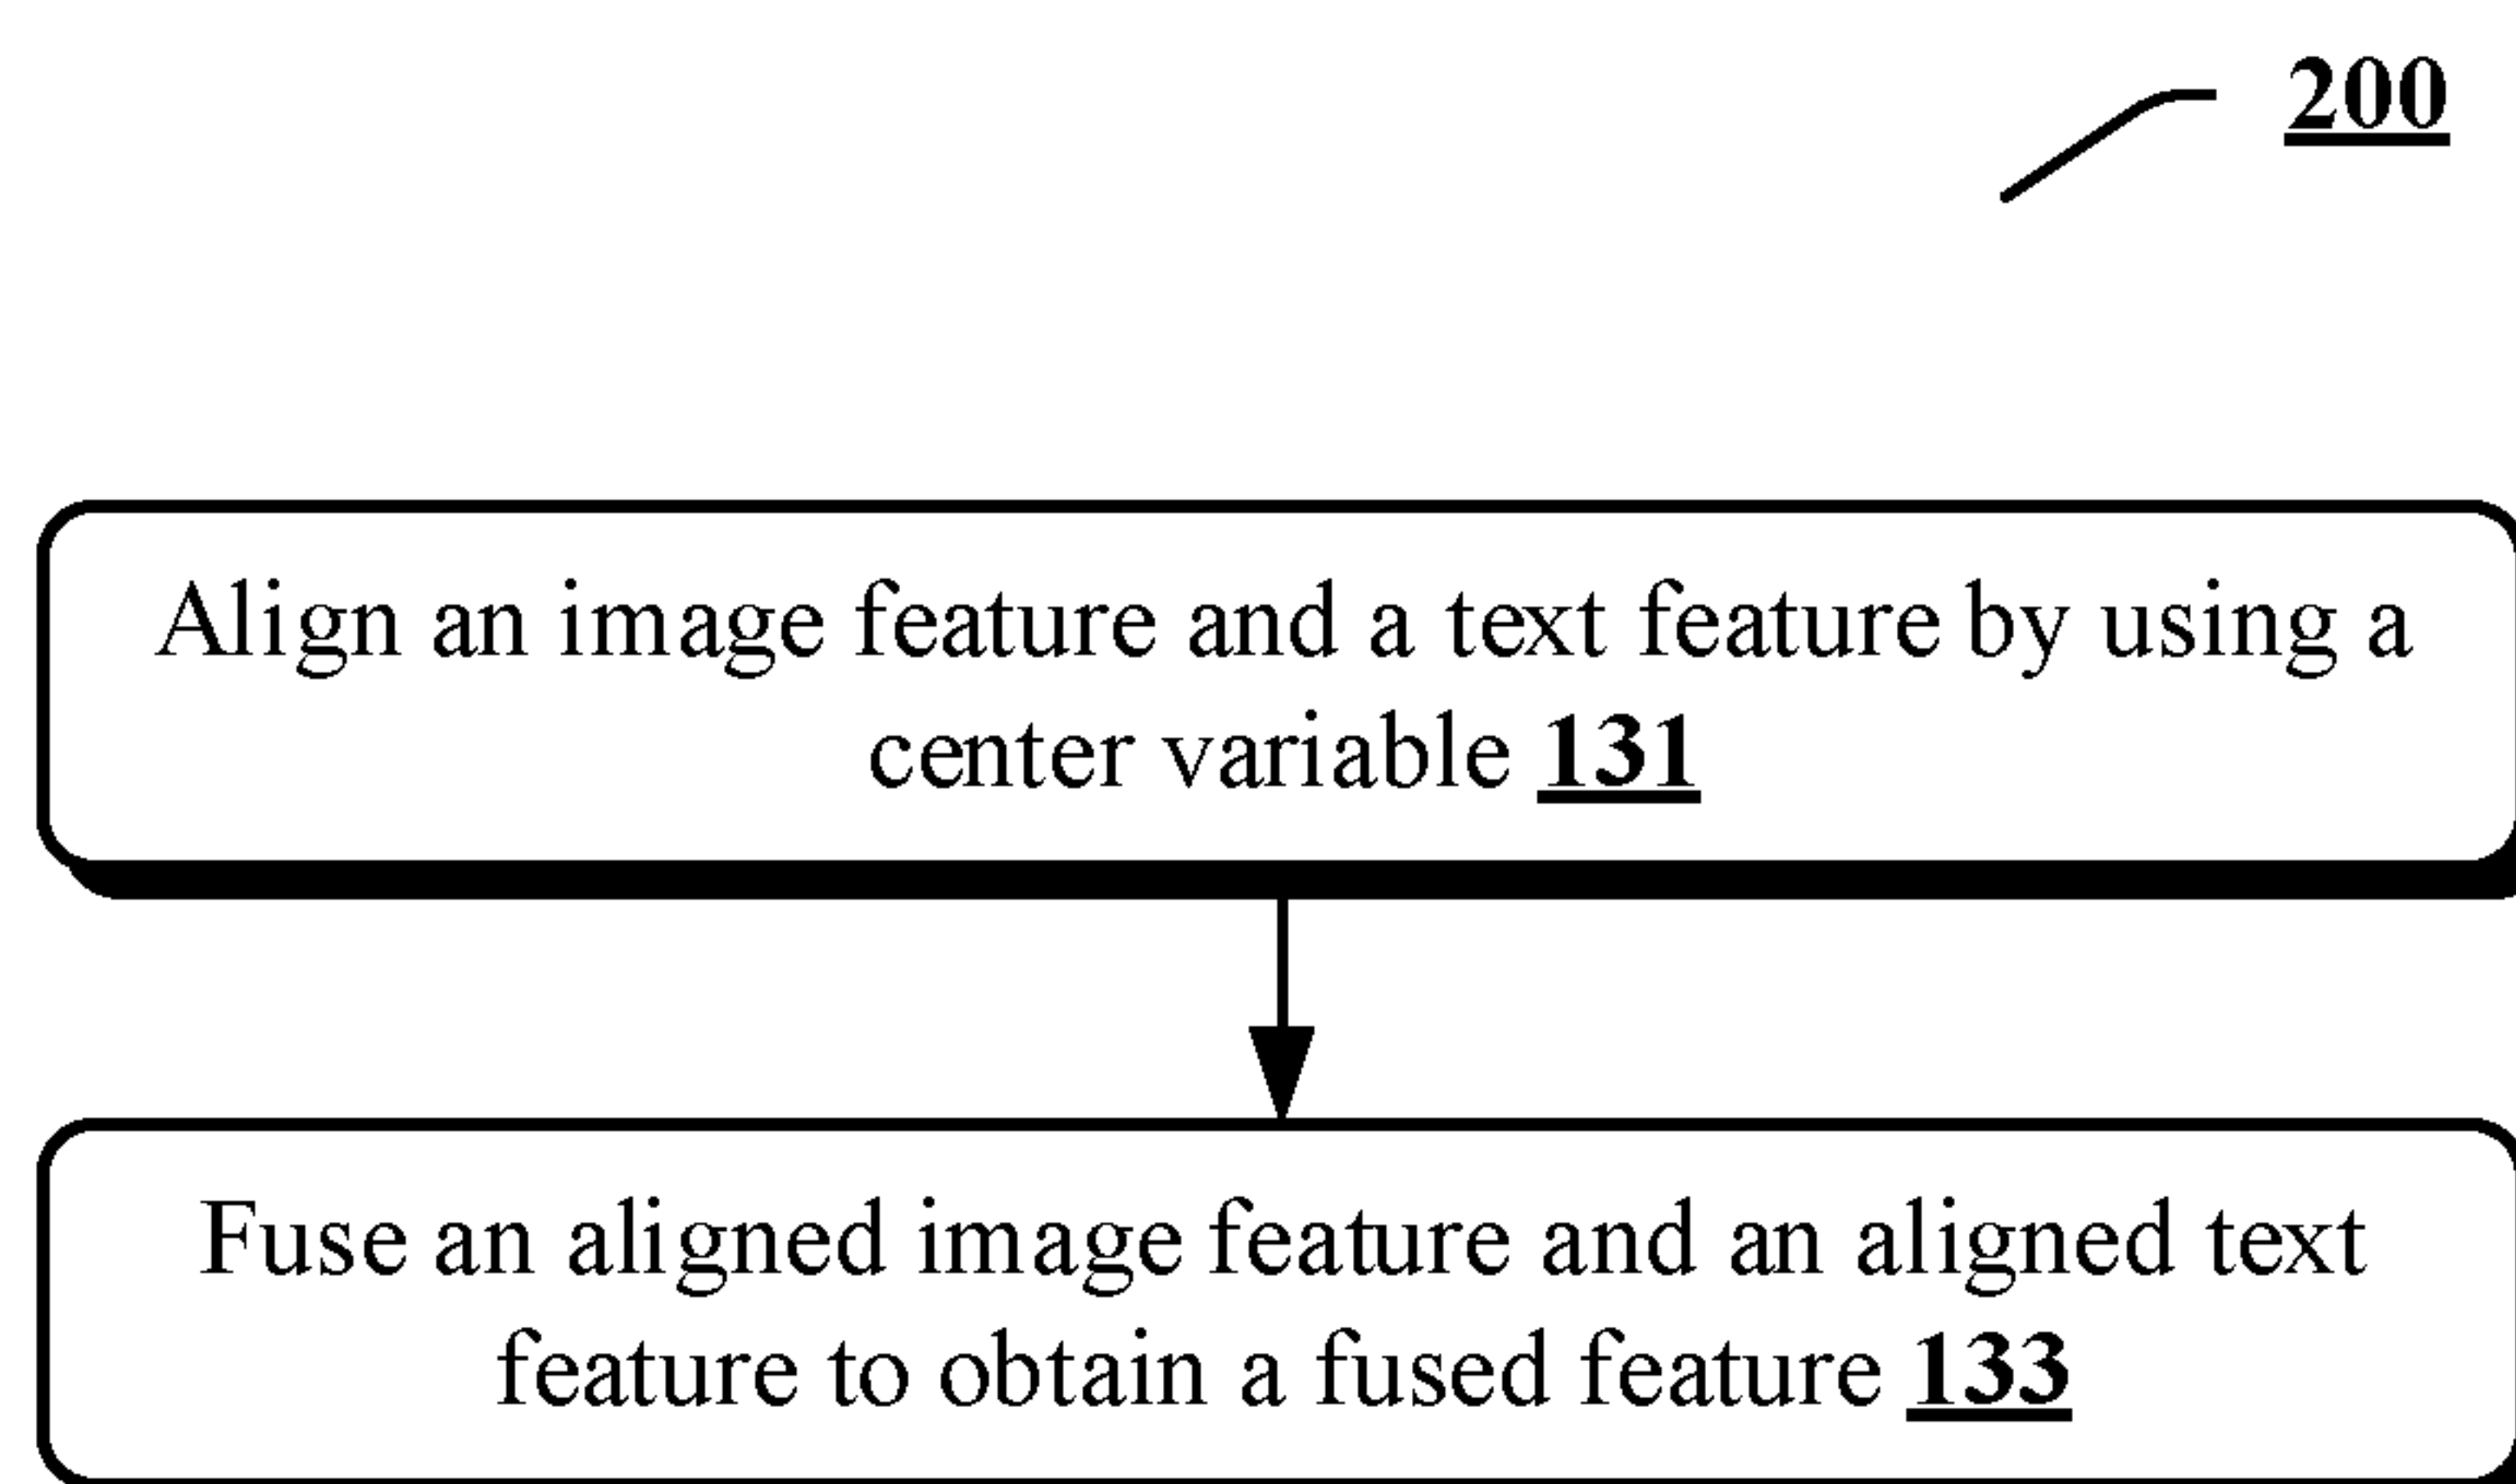 200
Align an image feature and a text feature by using a
center variable 131
Fuse an aligned image feature and an aligned text
feature to obtain a fused feature 133